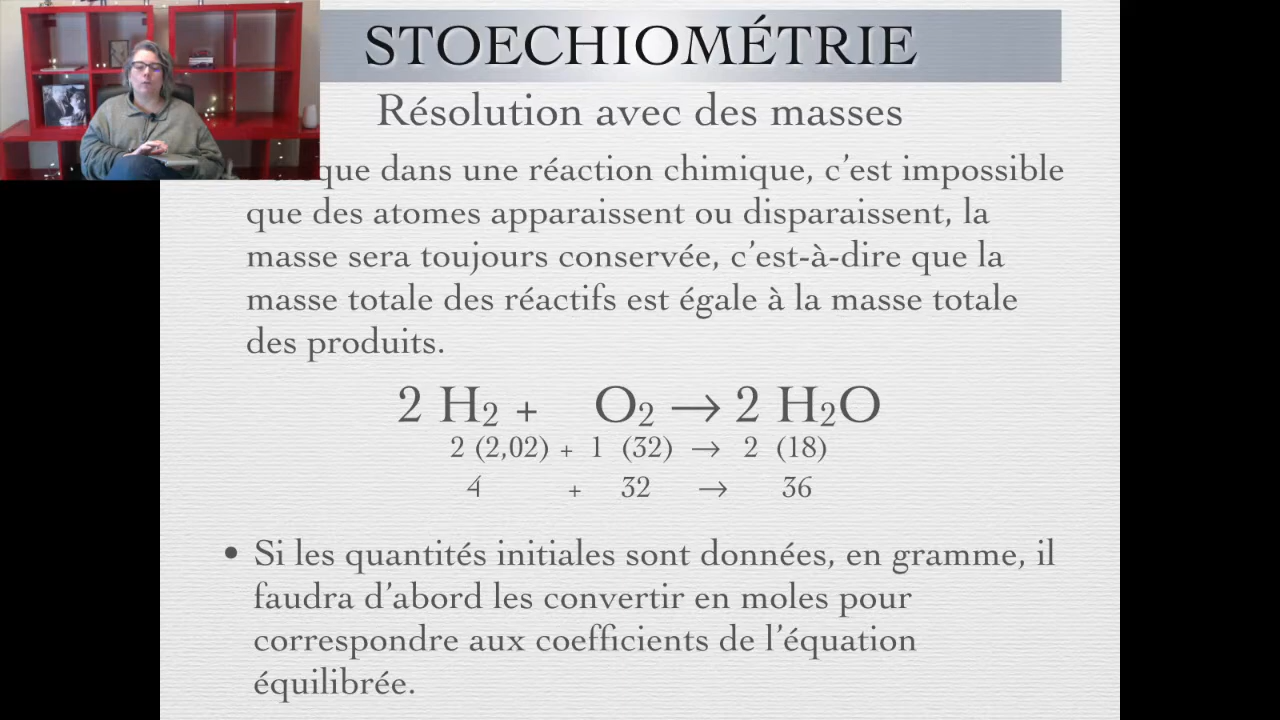 STOECHIOMÉTRIE
Résolution avec des masses
que dans une réaction chimique, c’est impossible
que des atomes apparaissent ou disparaissent, la
masse sera toujours conservée, c’est-à-dire que la
masse totale des réactifs est égale à la masse totale
des produits.
2 H₂ + O₂ → 2 H₂O
2 (2,02) + 1 (32) → 2 (18)
4 + 32 → 36
• Si les quantités initiales sont données, en gramme, il
faudra d’abord les convertir en moles pour
correspondre aux coefficients de l’équation
équilibrée.